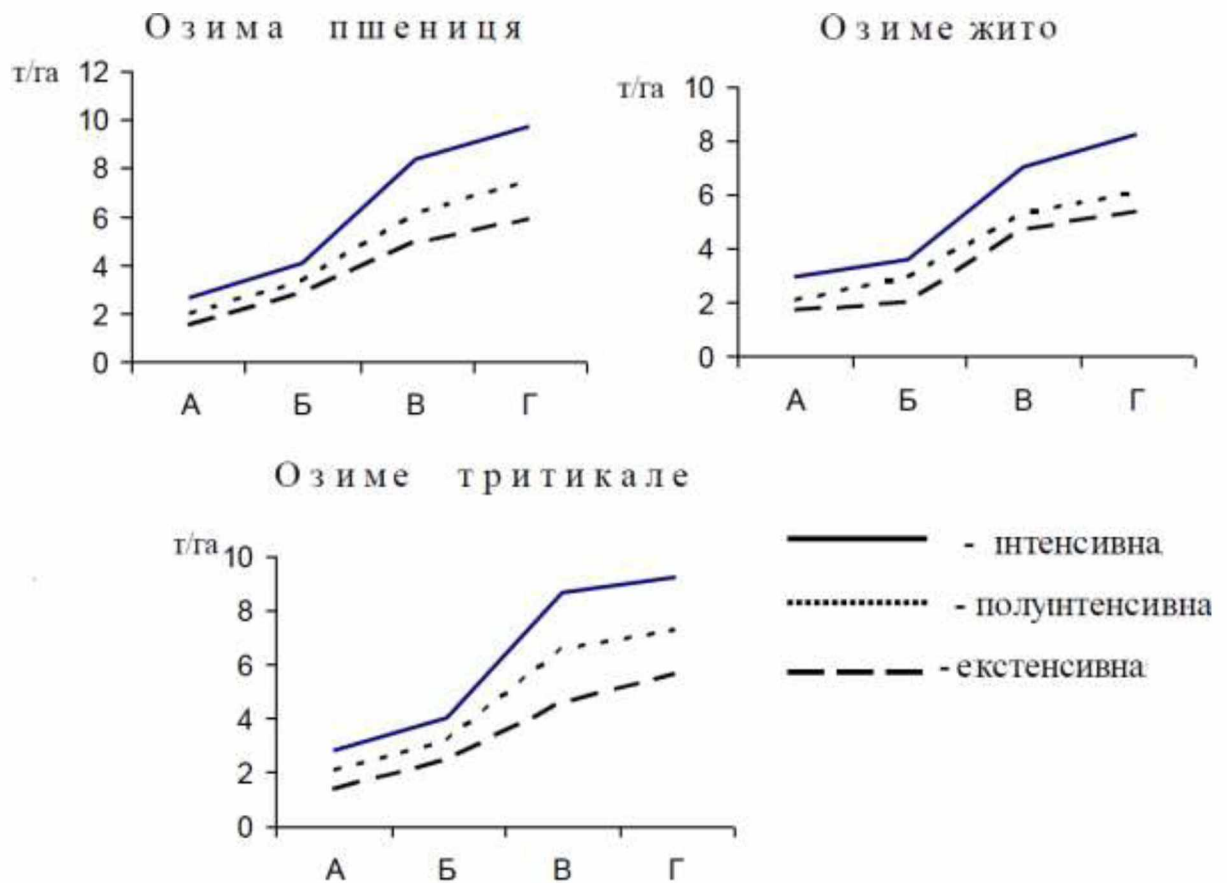 Озима пшениця
т/га
12
10
8
6
4
2
0
А Б В Г
Озиме жито
т/га
10
8
6
4
2
0
А Б В Г
Озиме тритикале
т/га
10
8
6
4
2
0
А Б В Г
- інтенсивна
- полуінтенсивна
- екстенсивна